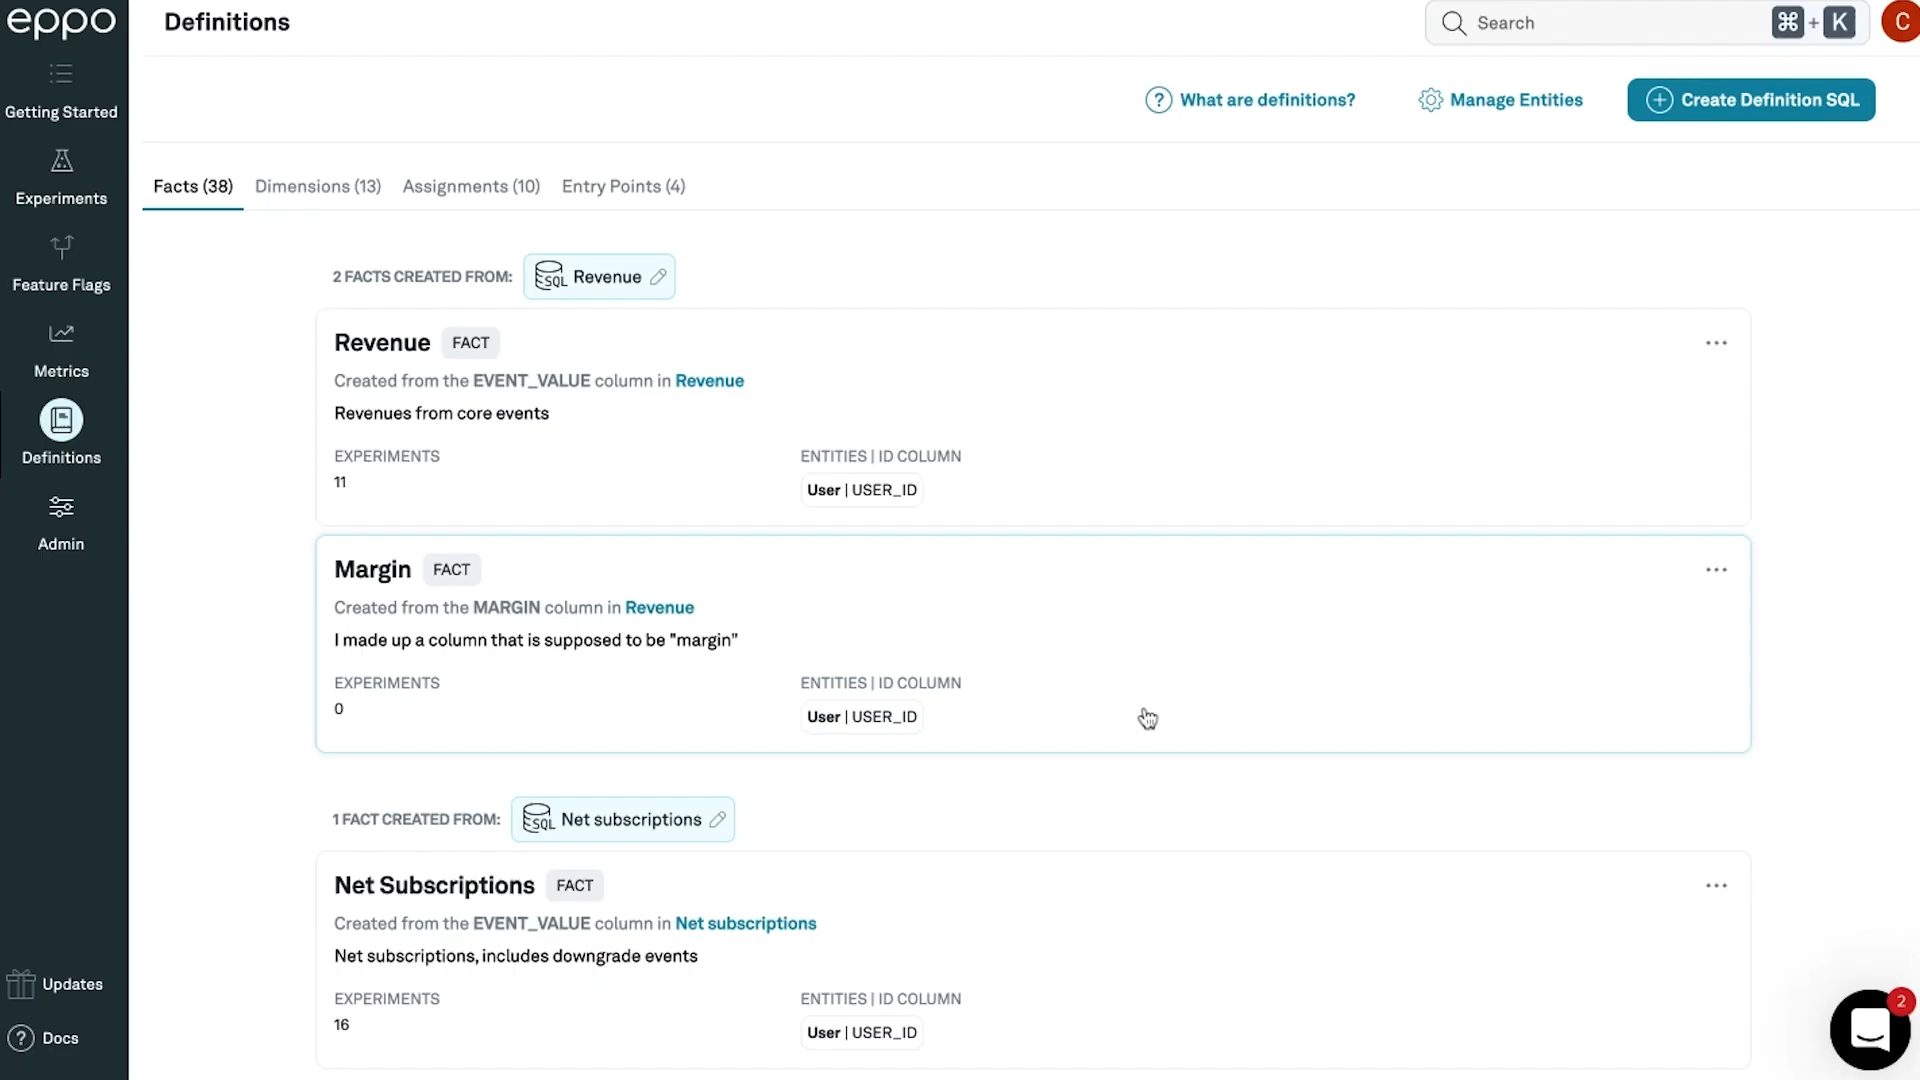 eppo
Definitions
Search
⌘ + K
C
Getting Started
Experiments
Feature Flags
Metrics
Definitions
Admin
Updates
Docs
What are definitions?
Manage Entities
Create Definition SQL
Facts (38)
Dimensions (13)
Assignments (10)
Entry Points (4)
2 FACTS CREATED FROM:
SQL Revenue
Revenue FACT
Created from the EVENT_VALUE column in Revenue
Revenues from core events
EXPERIMENTS
11
ENTITIES | ID COLUMN
User | USER_ID
Margin FACT
Created from the MARGIN column in Revenue
I made up a column that is supposed to be "margin"
EXPERIMENTS
0
ENTITIES | ID COLUMN
User | USER_ID
1 FACT CREATED FROM:
SQL Net subscriptions
Net Subscriptions FACT
Created from the EVENT_VALUE column in Net subscriptions
Net subscriptions, includes downgrade events
EXPERIMENTS
16
ENTITIES | ID COLUMN
User | USER_ID
2